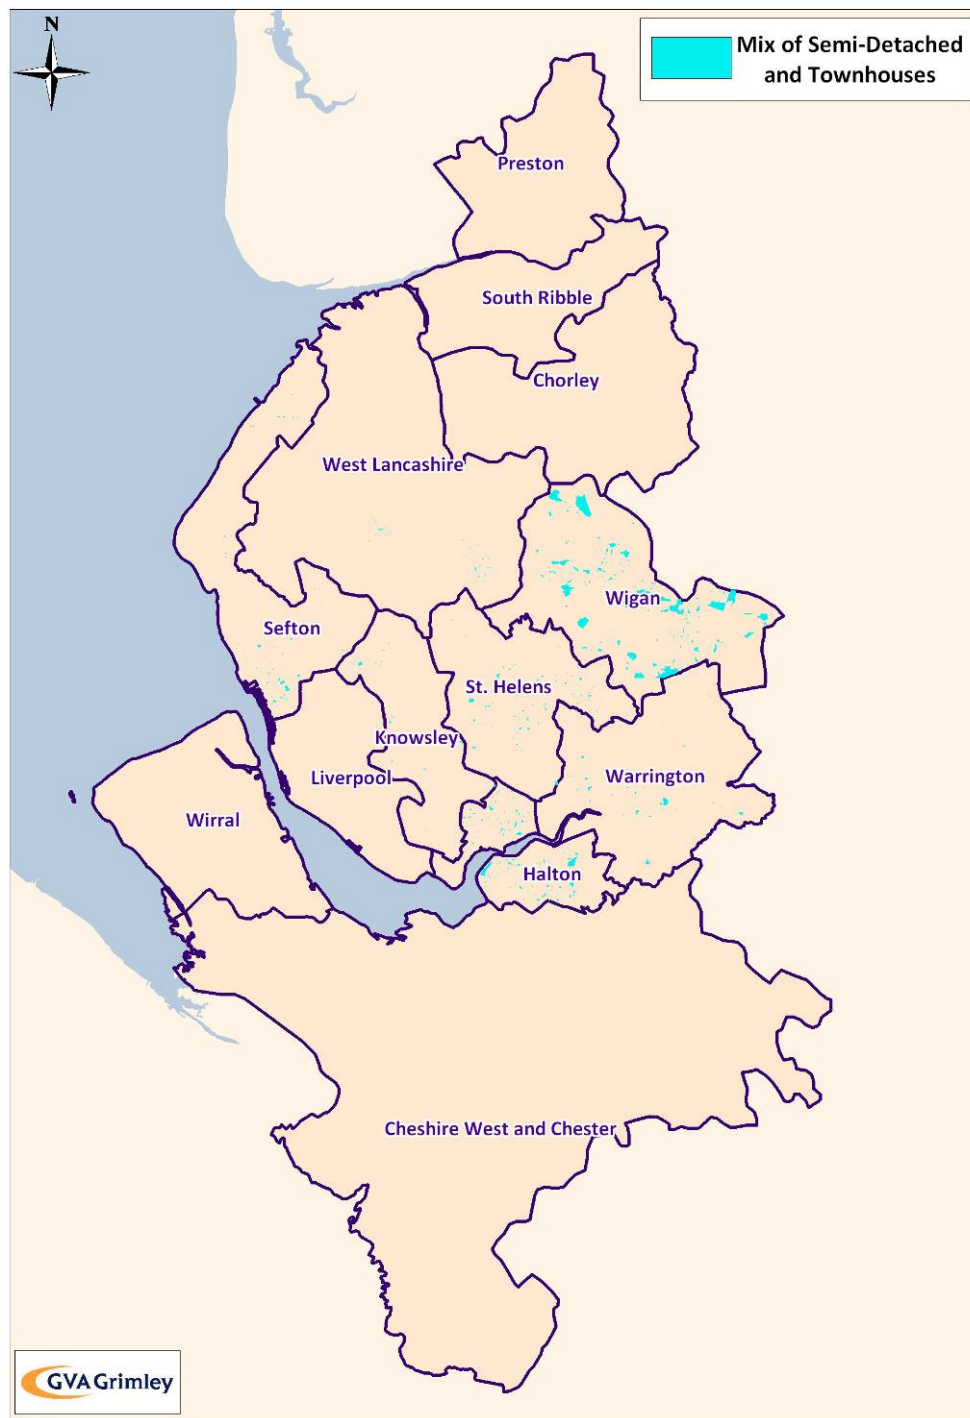 N
Mix of Semi-Detached
and Townhouses
Preston
South Ribble
Chorley
West Lancashire
Wigan
Sefton
St. Helens
Knowsley
Liverpool
Warrington
Wirral
Halton
Cheshire West and Chester
GVA Grimley